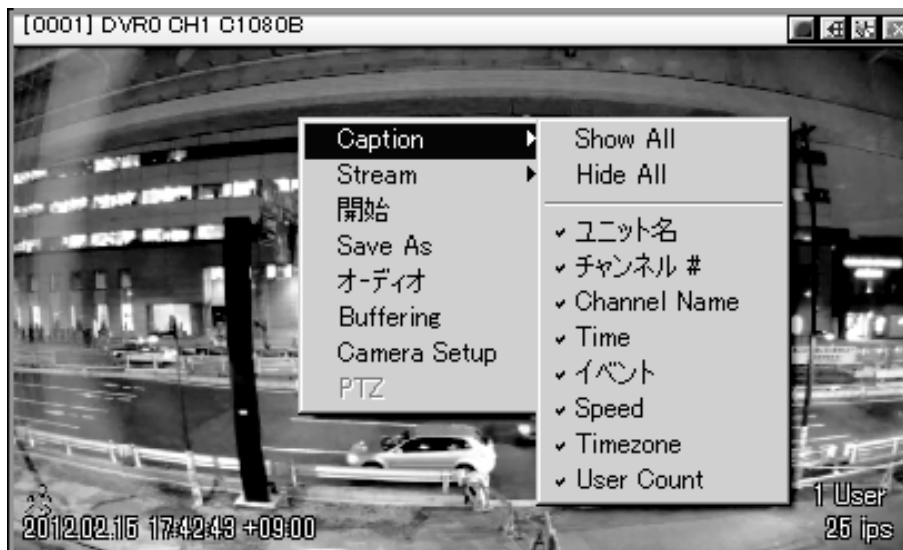 [0001] DVR0 CH1 C1080B
Caption
Stream
開始
Save As
オーディオ
Buffering
Camera Setup
PTZ
Show All
Hide All
ユニット名
チャンネル #
Channel Name
Time
イベント
Speed
Timezone
User Count
1 User
2012.02.15 17:42:43 +09:00
25 ips